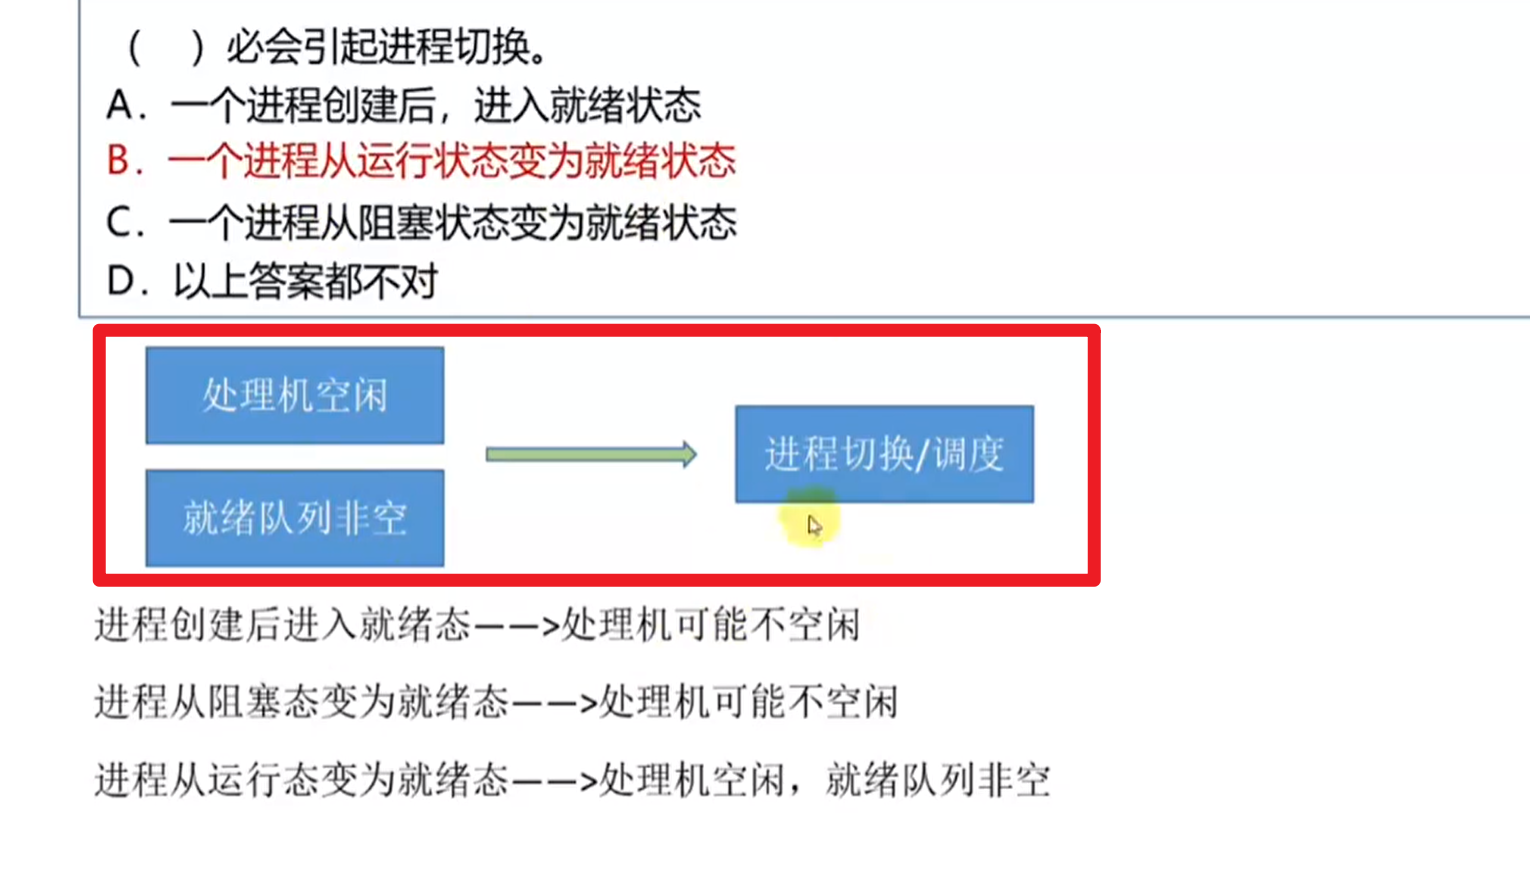 （ ）必会引起进程切换。
A. 一个进程创建后，进入就绪状态
B. 一个进程从运行状态变为就绪状态
C. 一个进程从阻塞状态变为就绪状态
D. 以上答案都不对
处理机空闲
就绪队列非空
进程切换/调度
进程创建后进入就绪态——>处理机可能不空闲
进程从阻塞态变为就绪态——>处理机可能不空闲
进程从运行态变为就绪态——>处理机空闲，就绪队列非空